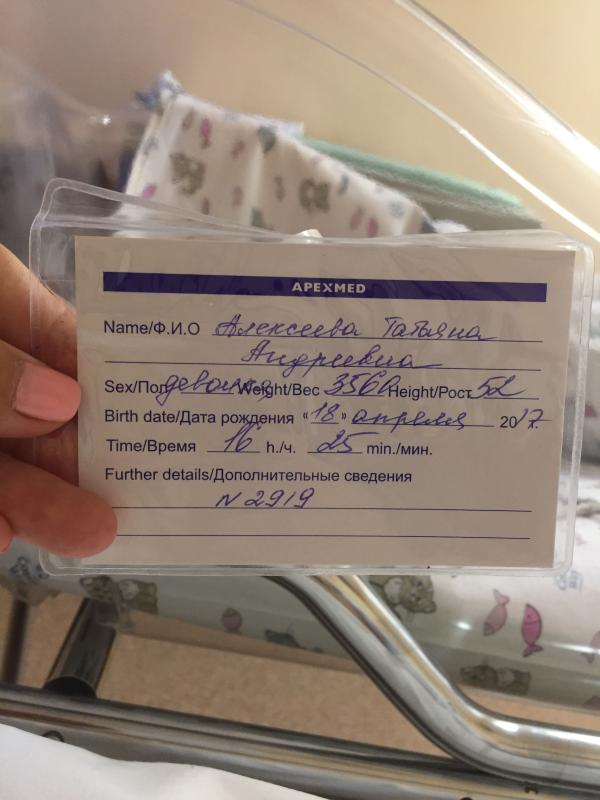 APEXMED
Name/Ф.И.О Алексеева Татьяна
Андреевна
Sex/Пол девочка Weight/Вес 3560 Height/Рост 52
Birth date/Дата рождения «18» апреля 2017г.
Time/Время 16 h./ч. 25 min./мин.
Further details/Дополнительные сведения
N 2919